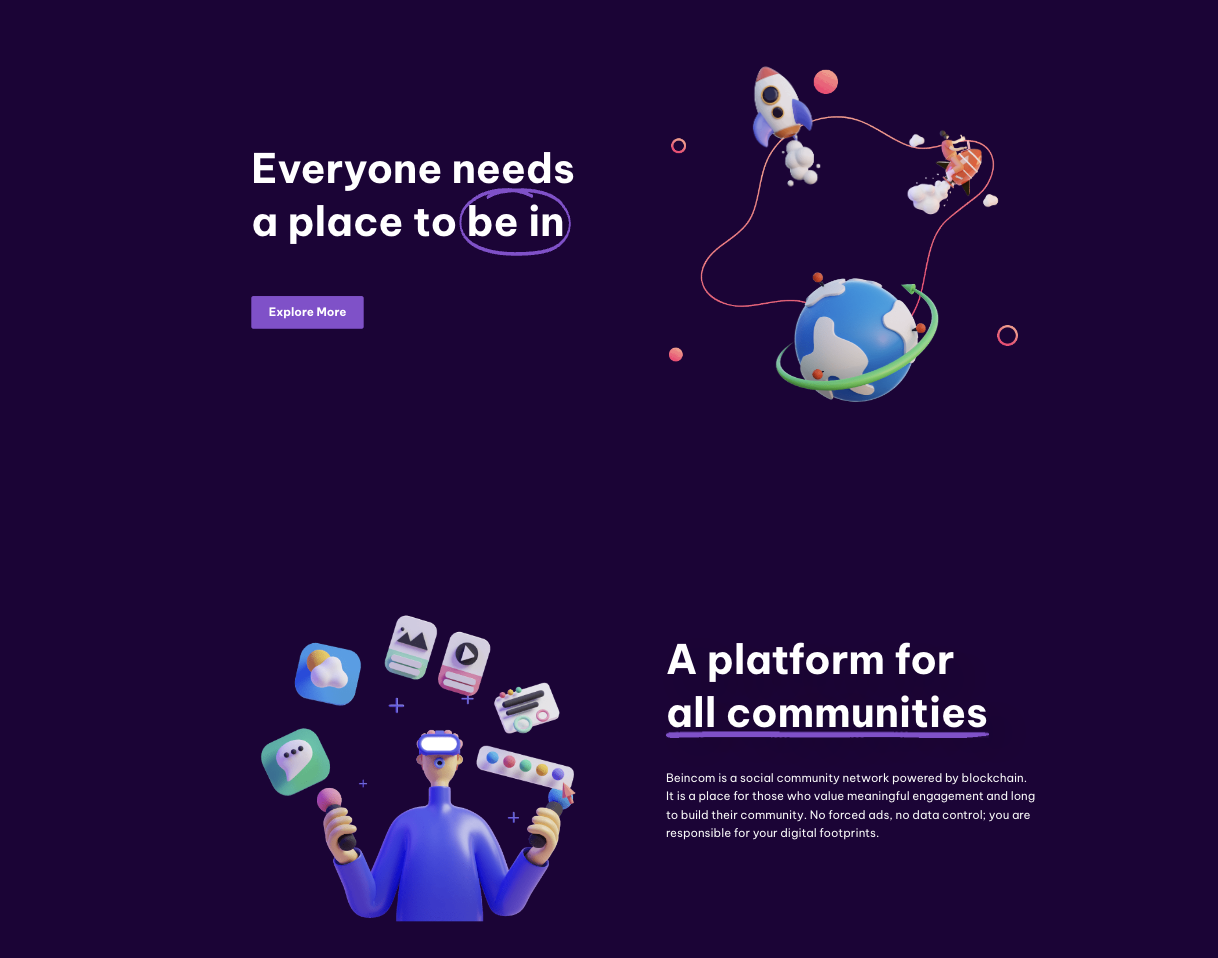 Everyone needs
a place to be in
Explore More
A platform for
all communities
Beincom is a social community network powered by blockchain.
It is a place for those who value meaningful engagement and long
to build their community. No forced ads, no data control; you are
responsible for your digital footprints.